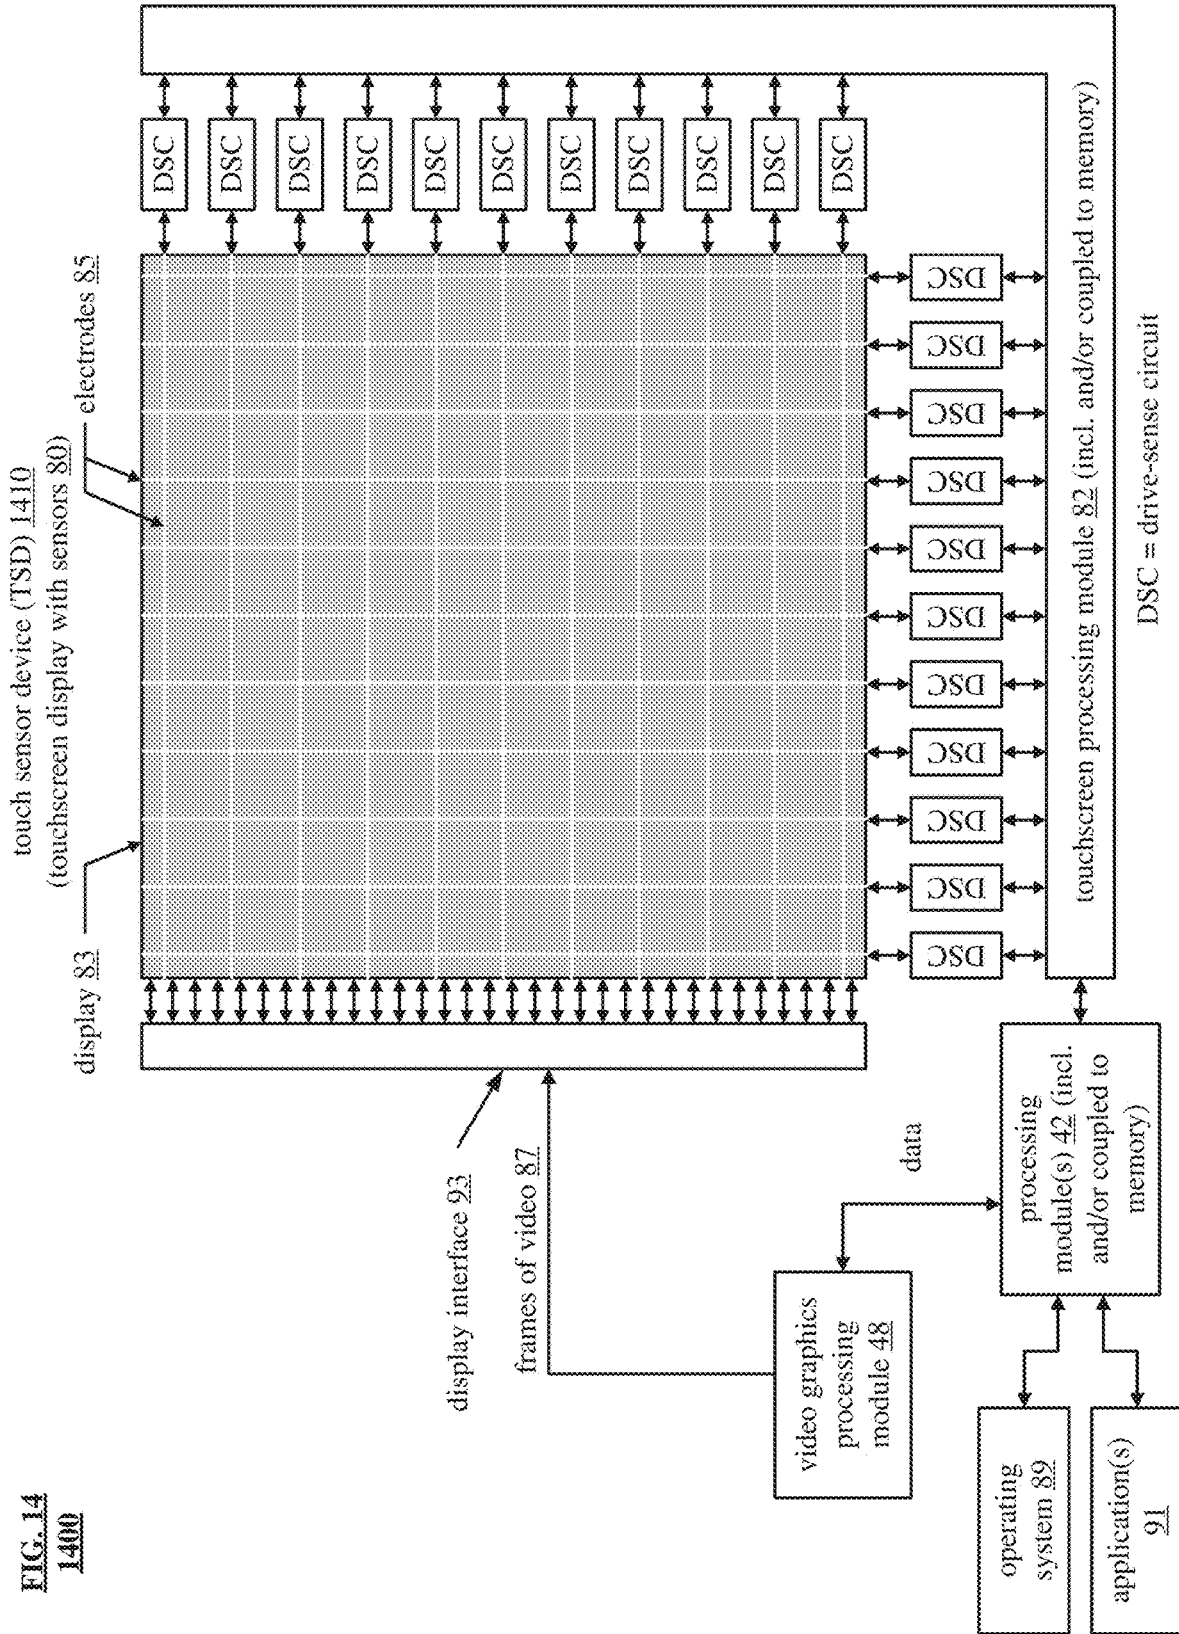 FIG. 14
1400
touch sensor device (TSD) 1410
(touchscreen display with sensors 80)
display 83
electrodes 85
display interface 93
frames of video 87
DSC
DSC
DSC
DSC
DSC
DSC
DSC
DSC
DSC
DSC
DSC
video graphics
processing
module 48
data
DSC
DSC
DSC
DSC
DSC
DSC
DSC
DSC
DSC
DSC
DSC
operating
system 89
application(s)
91
processing
module(s) 42 (incl.
and/or coupled to
memory)
touchscreen processing module 82 (incl. and/or coupled to memory)
DSC = drive-sense circuit